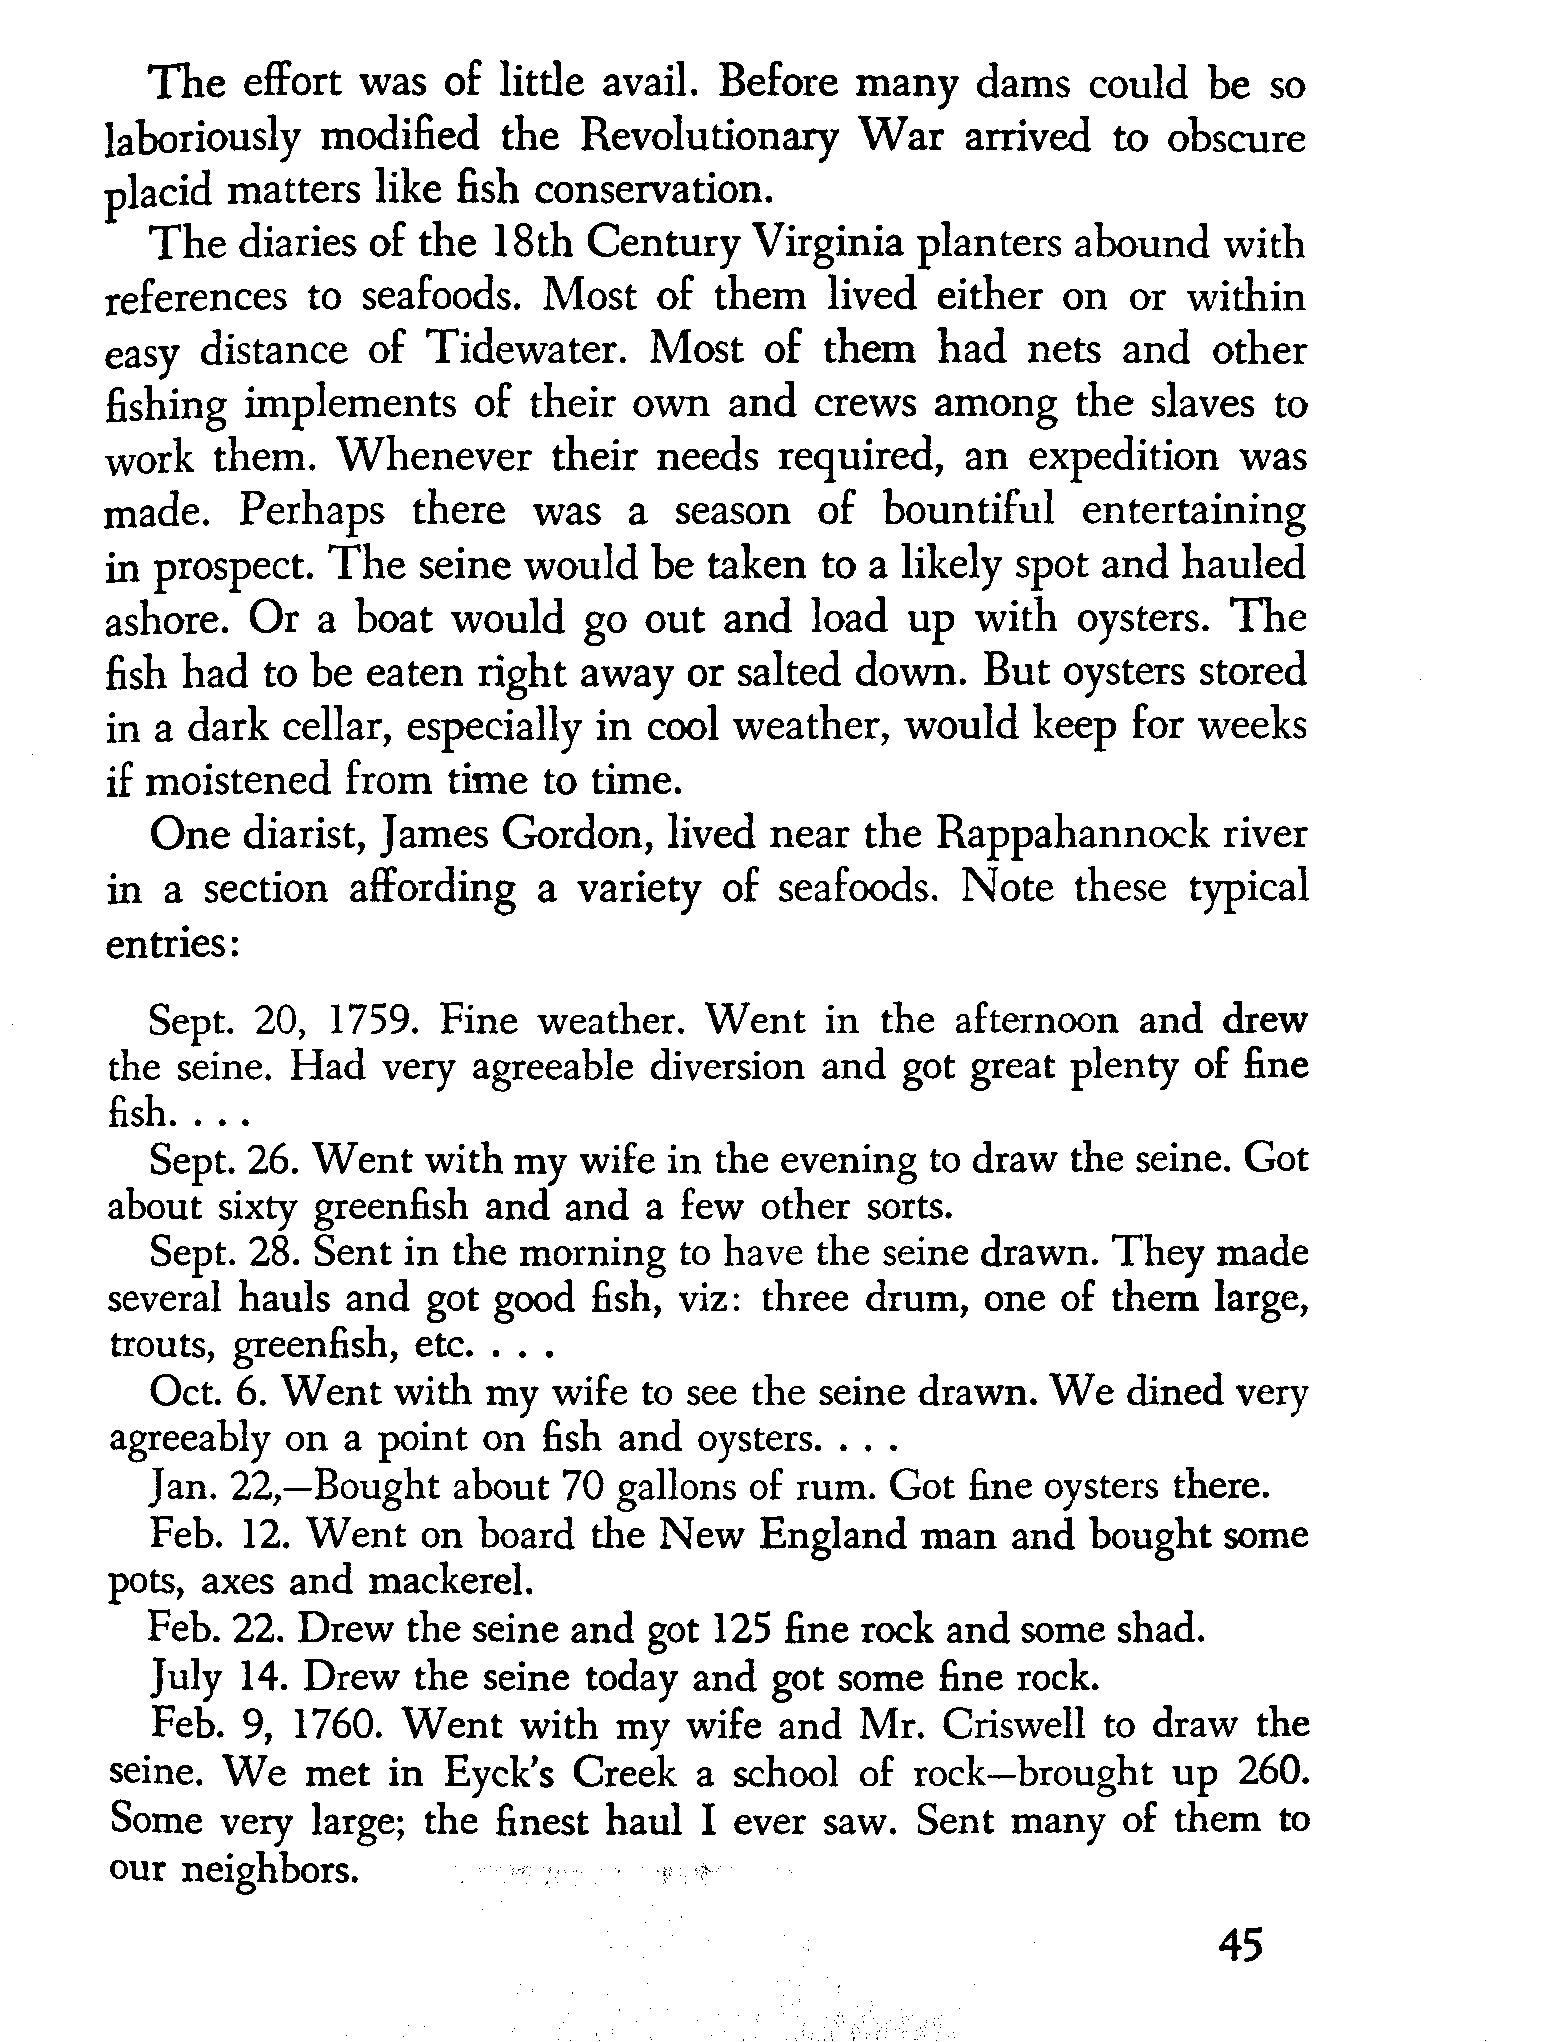 The effort was of little avail. Before many dams could be so
laboriously modified the Revolutionary War arrived to obscure
placid matters like fish conservation.
The diaries of the 18th Century Virginia planters abound with
references to seafoods. Most of them lived either on or within
easy distance of Tidewater. Most of them had nets and other
fishing implements of their own and crews among the slaves to
work them. Whenever their needs required, an expedition was
made. Perhaps there was a season of bountiful entertaining
in prospect. The seine would be taken to a likely spot and hauled
ashore. Or a boat would go out and load up with oysters. The
fish had to be eaten right away or salted down. But oysters stored
in a dark cellar, especially in cool weather, would keep for weeks
if moistened from time to time.
One diarist, James Gordon, lived near the Rappahannock river
in a section affording a variety of seafoods. Note these typical
entries:
Sept. 20, 1759. Fine weather. Went in the afternoon and drew
the seine. Had very agreeable diversion and got great plenty of fine
fish. . . .
Sept. 26. Went with my wife in the evening to draw the seine. Got
about sixty greenfish and and a few other sorts.
Sept. 28. Sent in the morning to have the seine drawn. They made
several hauls and got good fish, viz: three drum, one of them large,
trouts, greenfish, etc. . . .
Oct. 6. Went with my wife to see the seine drawn. We dined very
agreeably on a point on fish and oysters. . . .
Jan. 22,—Bought about 70 gallons of rum. Got fine oysters there.
Feb. 12. Went on board the New England man and bought some
pots, axes and mackerel.
Feb. 22. Drew the seine and got 125 fine rock and some shad.
July 14. Drew the seine today and got some fine rock.
Feb. 9, 1760. Went with my wife and Mr. Criswell to draw the
seine. We met in Eyck's Creek a school of rock—brought up 260.
Some very large; the finest haul I ever saw. Sent many of them to
our neighbors.
45